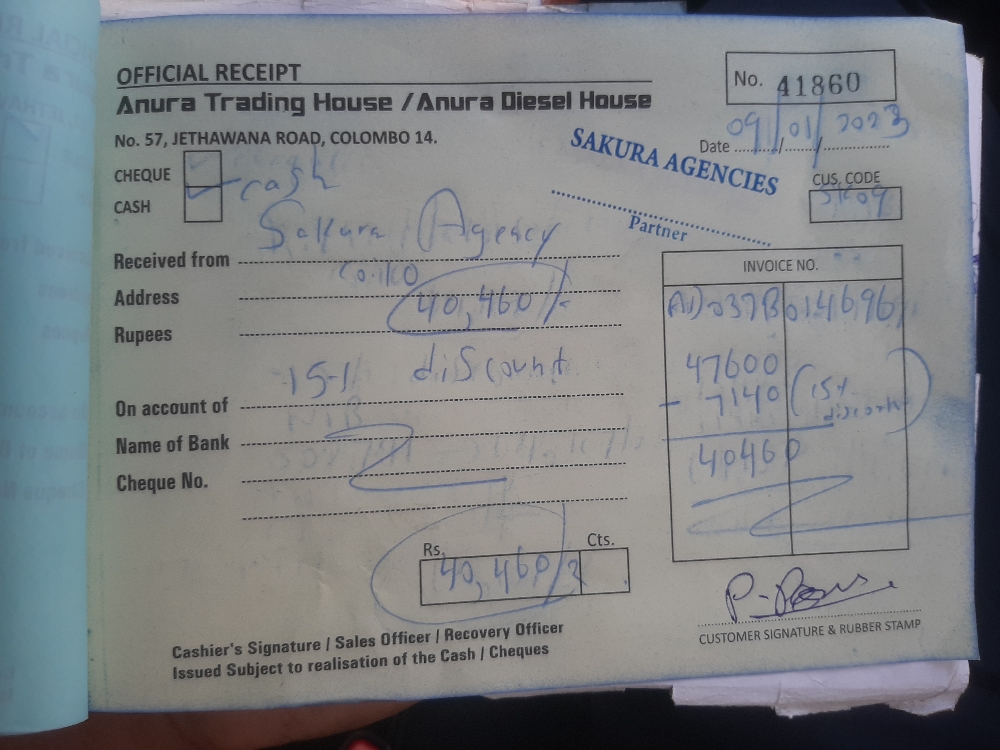 OFFICIAL RECEIPT
No. 41860
Anura Trading House / Anura Diesel House
No. 57, JETHAWANA ROAD, COLOMBO 14.
Date 09/01/2023
SAKURA AGENCIES
Partner
CHEQUE
CASH
cash
CUS. CODE
SK09
Received from Sakura Agency
Address
Rupees 40,460/-
INVOICE NO.
AD037B014696
47600
- 7140 (15% discount)
40460
discount
On account of
Name of Bank
Cheque No.
Rs. Cts.
40,460/
CUSTOMER SIGNATURE & RUBBER STAMP
Cashier's Signature / Sales Officer / Recovery Officer
Issued Subject to realisation of the Cash / Cheques